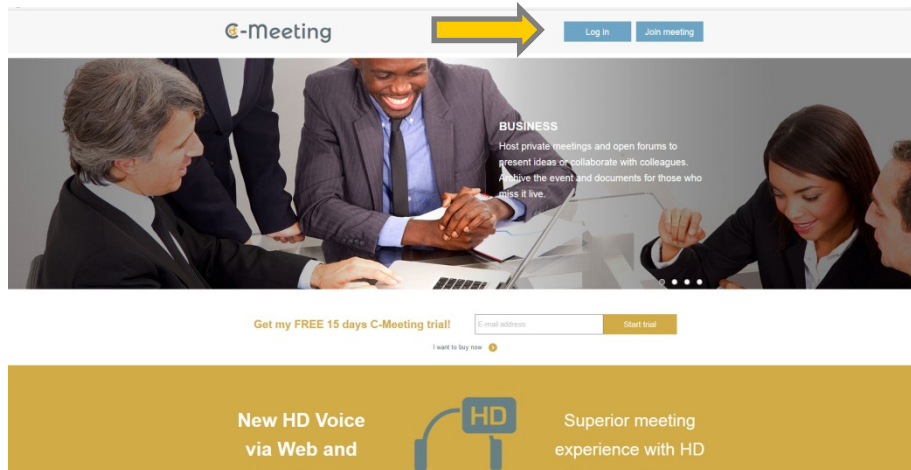 C-Meeting
Log in
Join meeting
BUSINESS
Host private meetings and open forums to
present ideas or collaborate with colleagues.
Archive the event and documents for those who
miss it live.
Get my FREE 15 days C-Meeting trial!
E-mail address
Start trial
I want to buy now
New HD Voice
via Web and
HD
Superior meeting
experience with HD